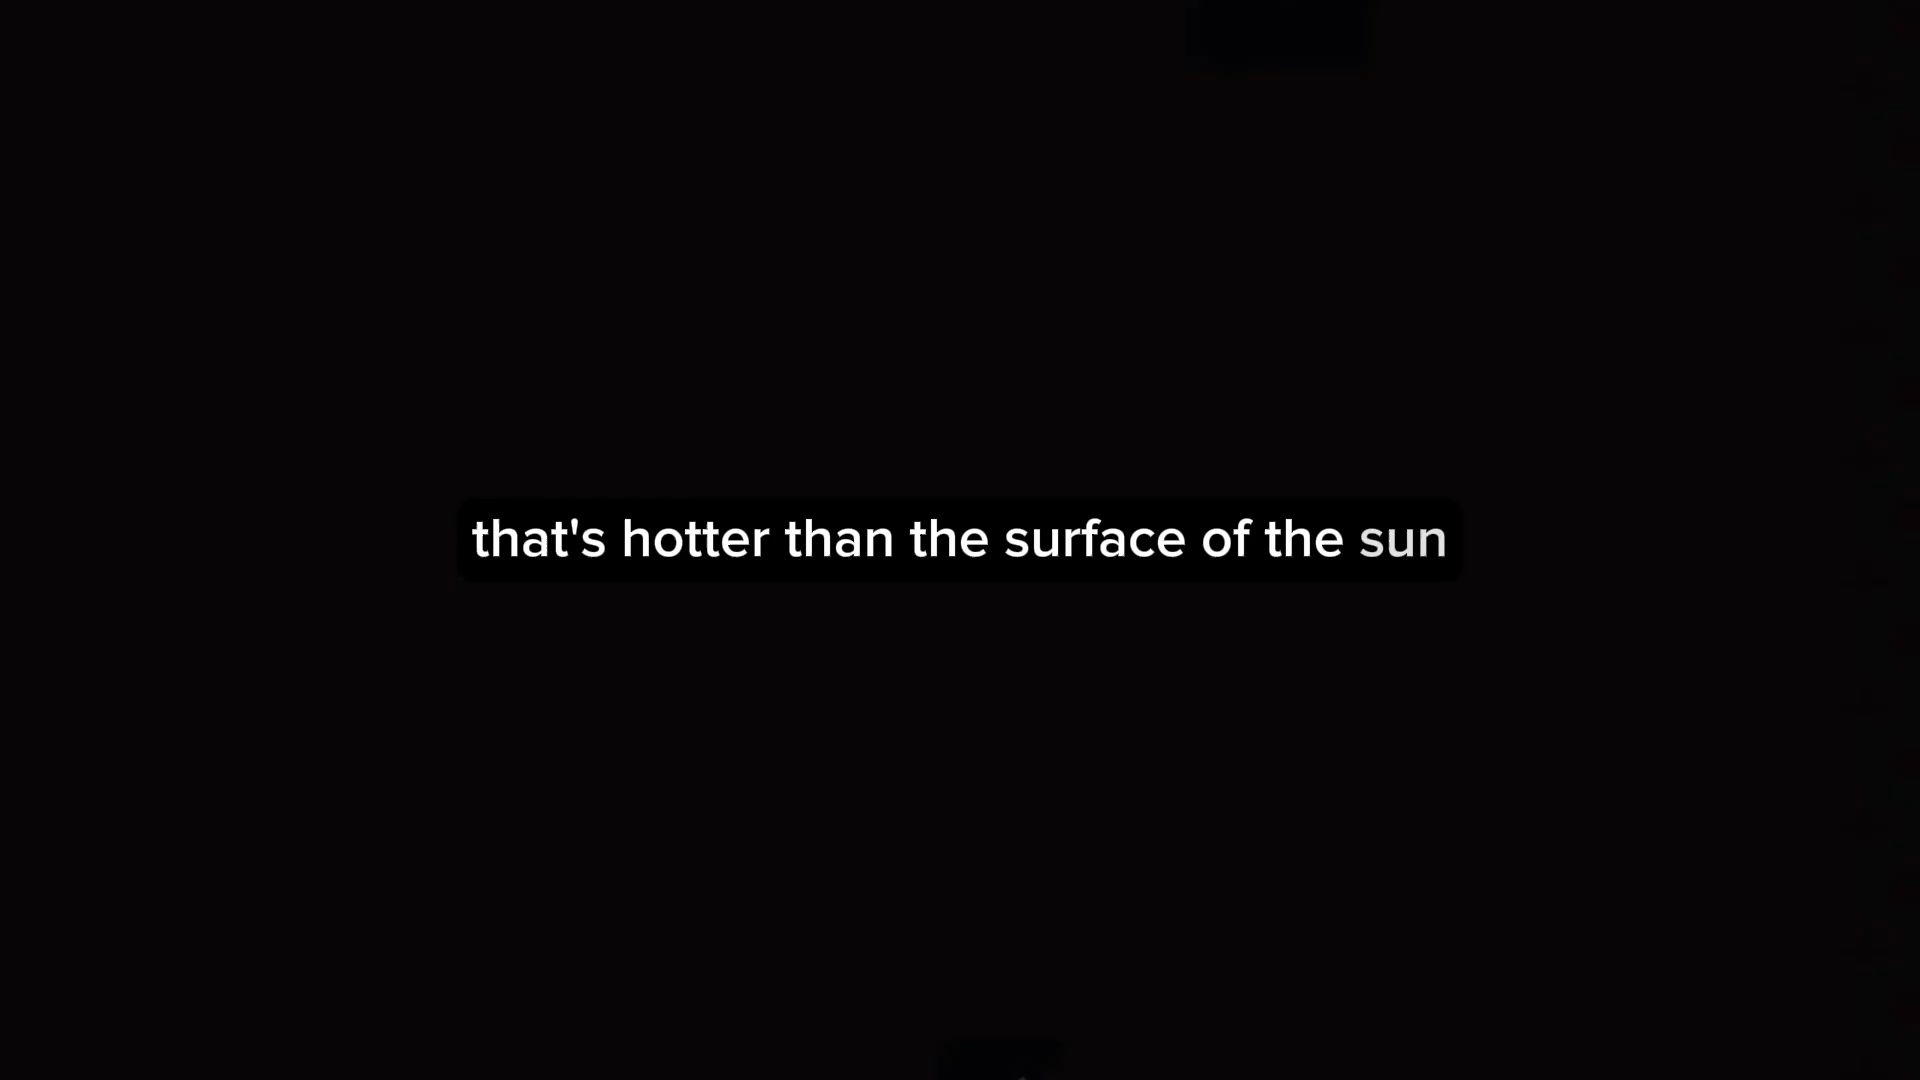 that's hotter than the surface of the sun